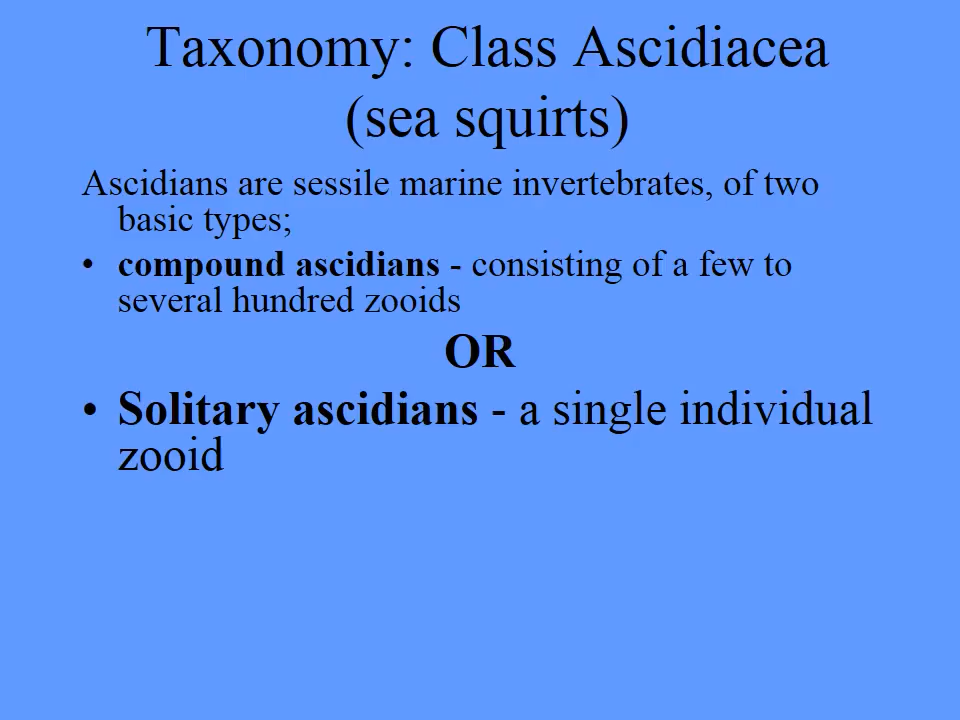 Taxonomy: Class Ascidiacea
(sea squirts)
Ascidians are sessile marine invertebrates, of two
basic types;
• compound ascidians - consisting of a few to
several hundred zooids
OR
• Solitary ascidians - a single individual
zooid